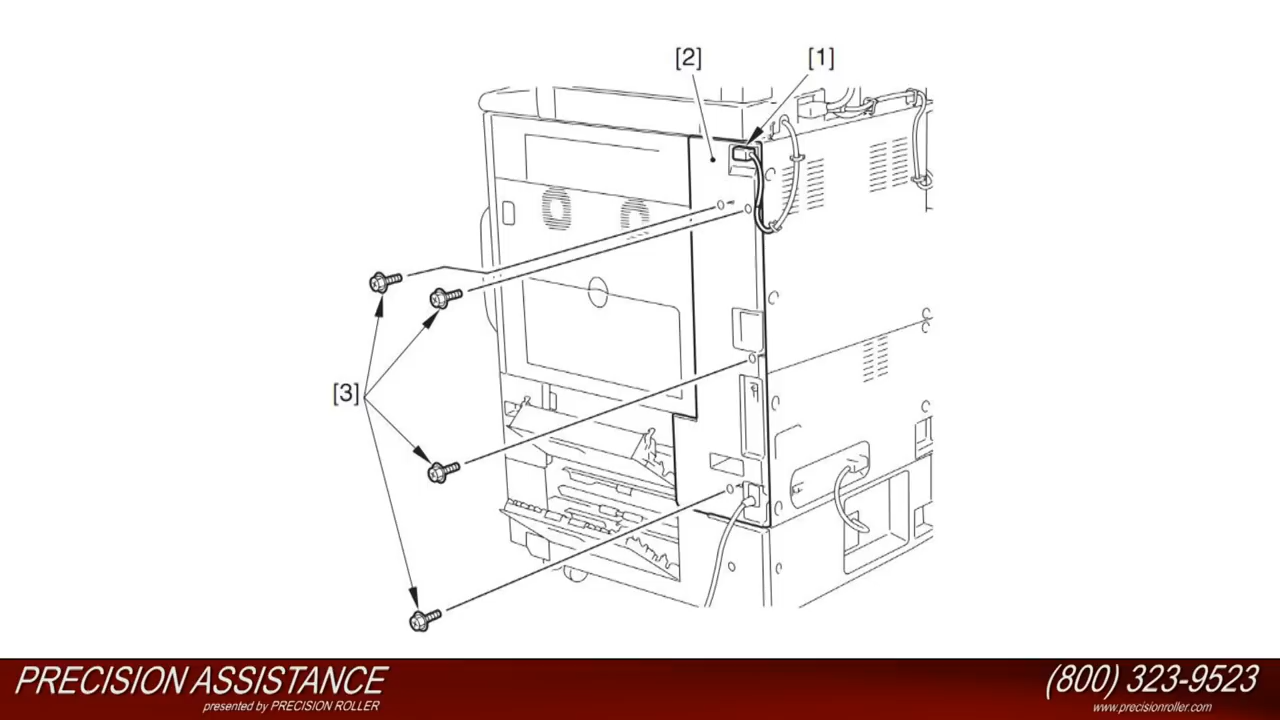 [2]
[1]
[3]
PRECISION ASSISTANCE
presented by PRECISION ROLLER
(800) 323-9523
www.precisionroller.com